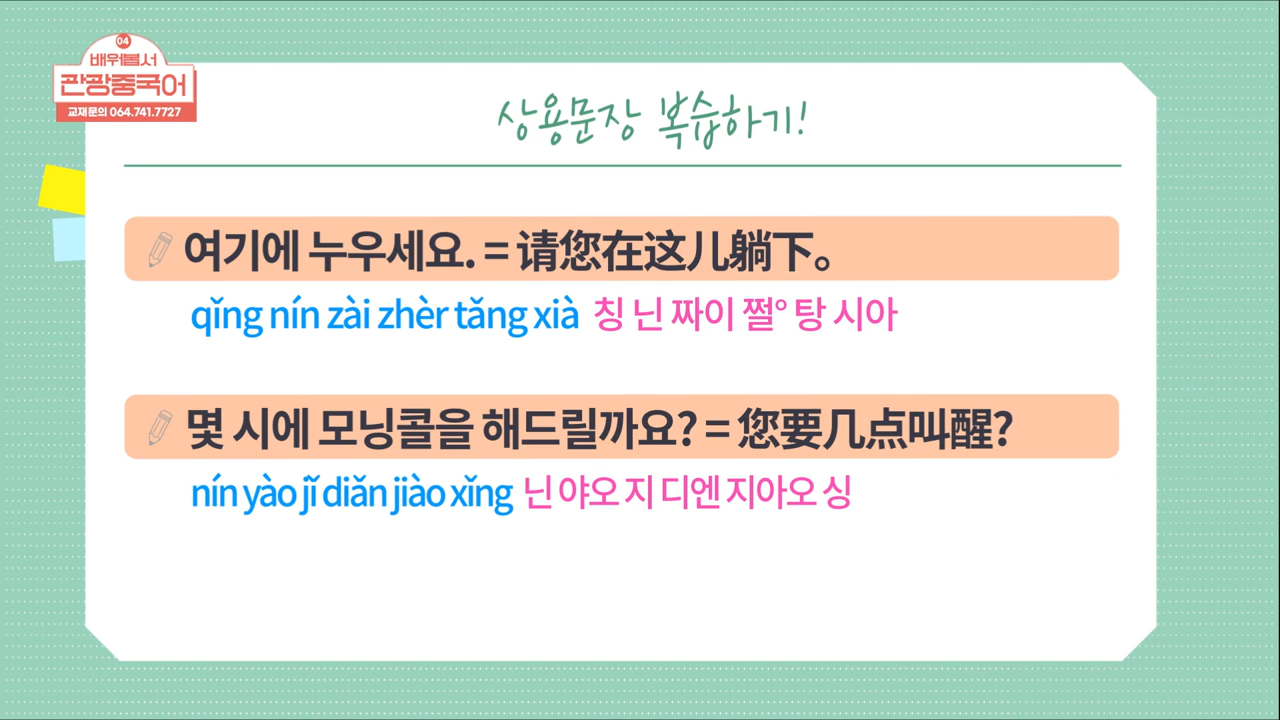 04
배워봅서
관광중국어
교재문의 064.741.7727
상용문장 복습하기!
여기에 누우세요. = 请您在这儿躺下。
qǐng nín zài zhèr tǎng xià 칭 닌 짜이 쩔° 탕 시아
몇 시에 모닝콜을 해드릴까요? = 您要几点叫醒?
nín yào jǐ diǎn jiào xǐng 닌 야오 지 디엔 지아오 싱